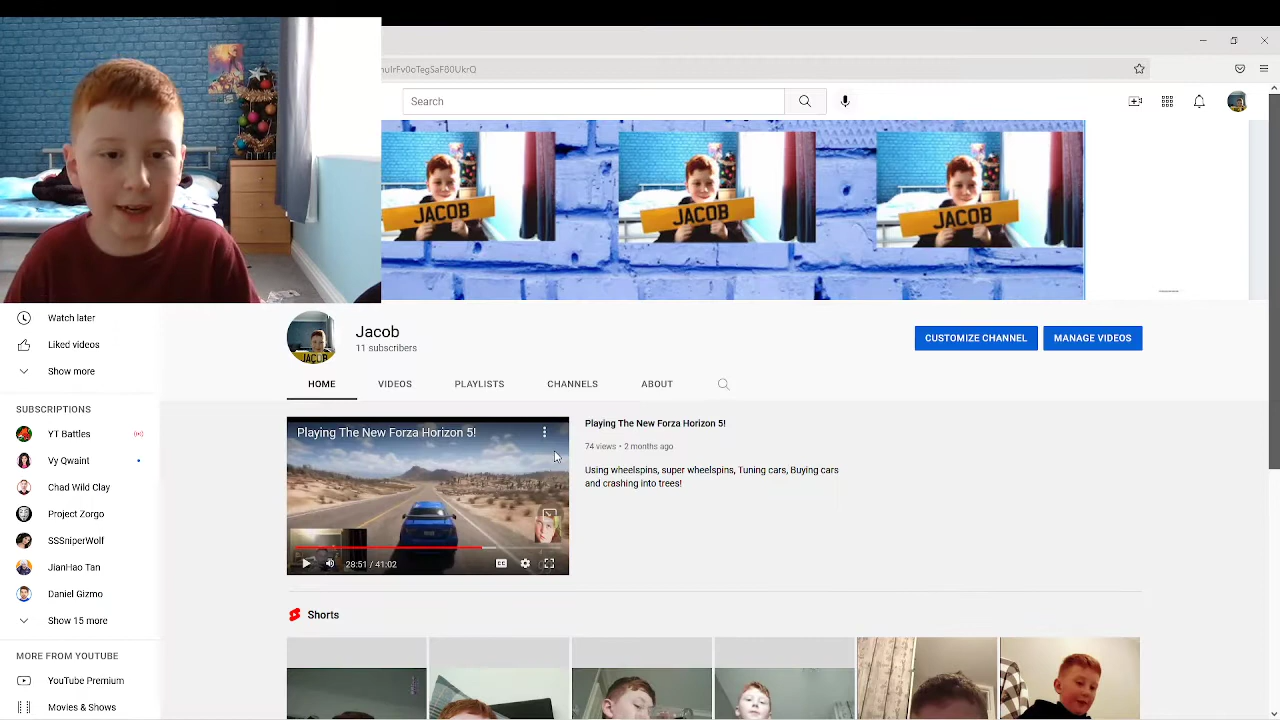 Search
JACOB
JACOB
JACOB
Watch later
Liked videos
Show more
SUBSCRIPTIONS
YT Battles
Vy Qwaint
Chad Wild Clay
Project Zorgo
SSSniperWolf
JianHao Tan
Daniel Gizmo
Show 15 more
MORE FROM YOUTUBE
YouTube Premium
Movies & Shows
JACOB
Jacob
11 subscribers
CUSTOMIZE CHANNEL
MANAGE VIDEOS
HOME
VIDEOS
PLAYLISTS
CHANNELS
ABOUT
Playing The New Forza Horizon 5!
28:51 / 41:02
CC
Playing The New Forza Horizon 5!
74 views • 2 months ago
Using wheelspins, super wheelspins, Tuning cars, Buying cars
and crashing into trees!
Shorts